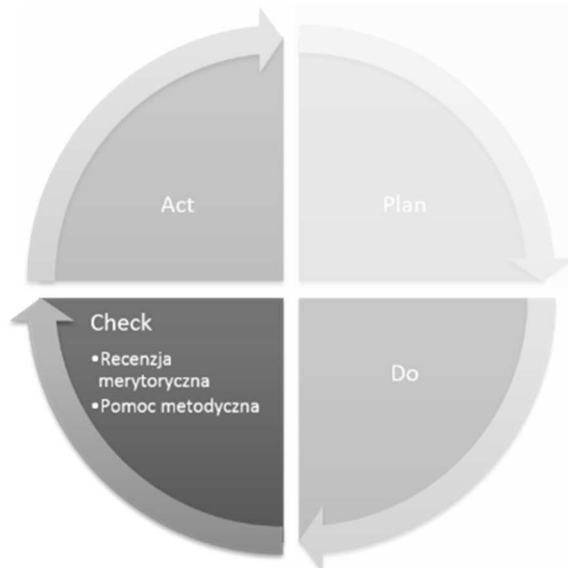 Act
Plan
Check
•Recenzja
merytoryczna
•Pomoc metodyczna
Do